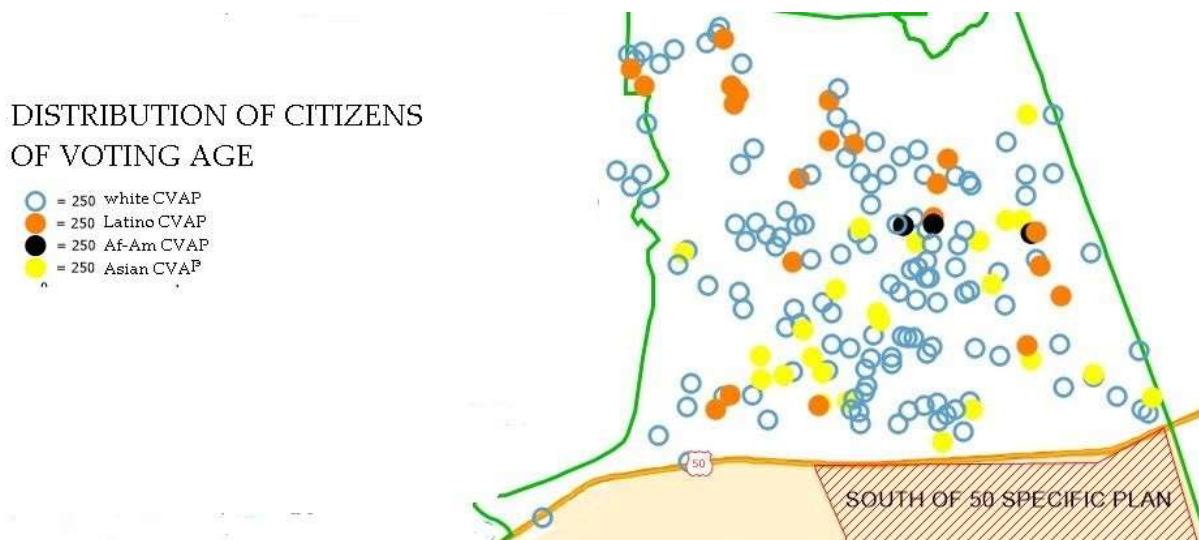 DISTRIBUTION OF CITIZENS
OF VOTING AGE
= 250 white CVAP
= 250 Latino CVAP
= 250 Af-Am CVAP
= 250 Asian CVAP
50
SOUTH OF 50 SPECIFIC PLAN